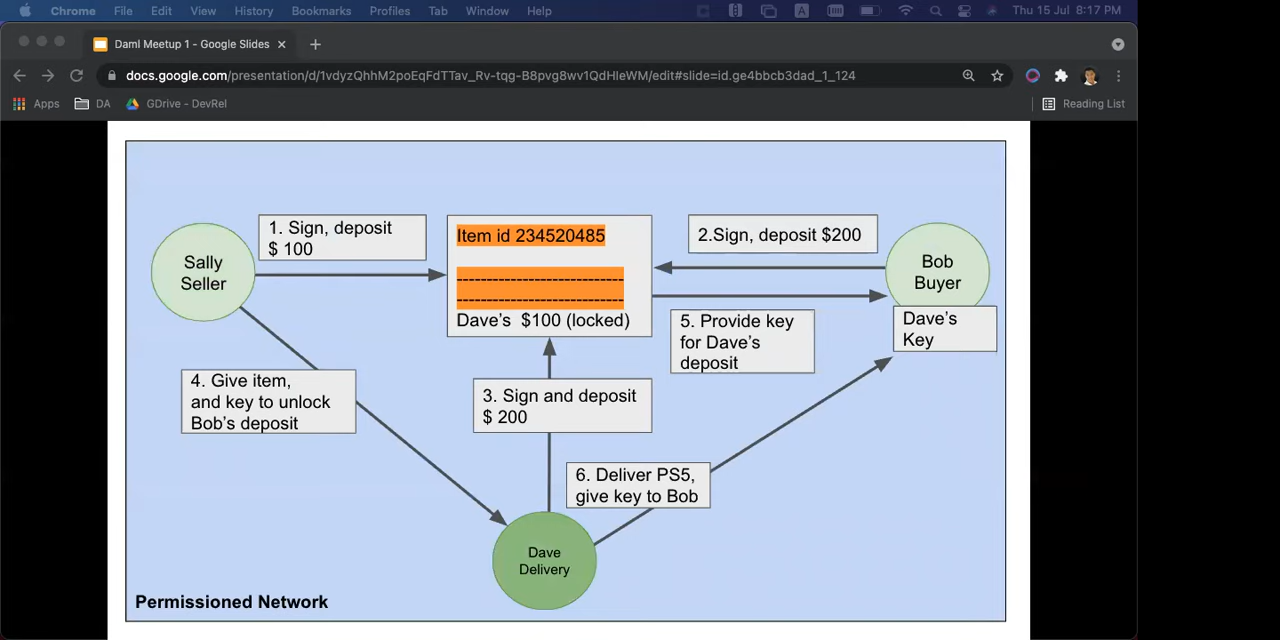 Chrome File Edit View History Bookmarks Profiles Tab Window Help Thu 15 Jul 8:17 PM
Daml Meetup 1 - Google Slides
docs.google.com/presentation/d/1vdyzQhhM2poEqFdTTav_Rv-tqg-B8pvg8wv1QdHIeWM/edit#slide=id.ge4bbcb3dad_1_124
Apps DA GDrive - DevRel Reading List
Sally
Seller
1. Sign, deposit
$ 100
Item id 234520485
----------------------------
----------------------------
Dave's $100 (locked)
2.Sign, deposit $200
Bob
Buyer
Dave's
Key
5. Provide key
for Dave's
deposit
4. Give item,
and key to unlock
Bob's deposit
3. Sign and deposit
$ 200
6. Deliver PS5,
give key to Bob
Dave
Delivery
Permissioned Network